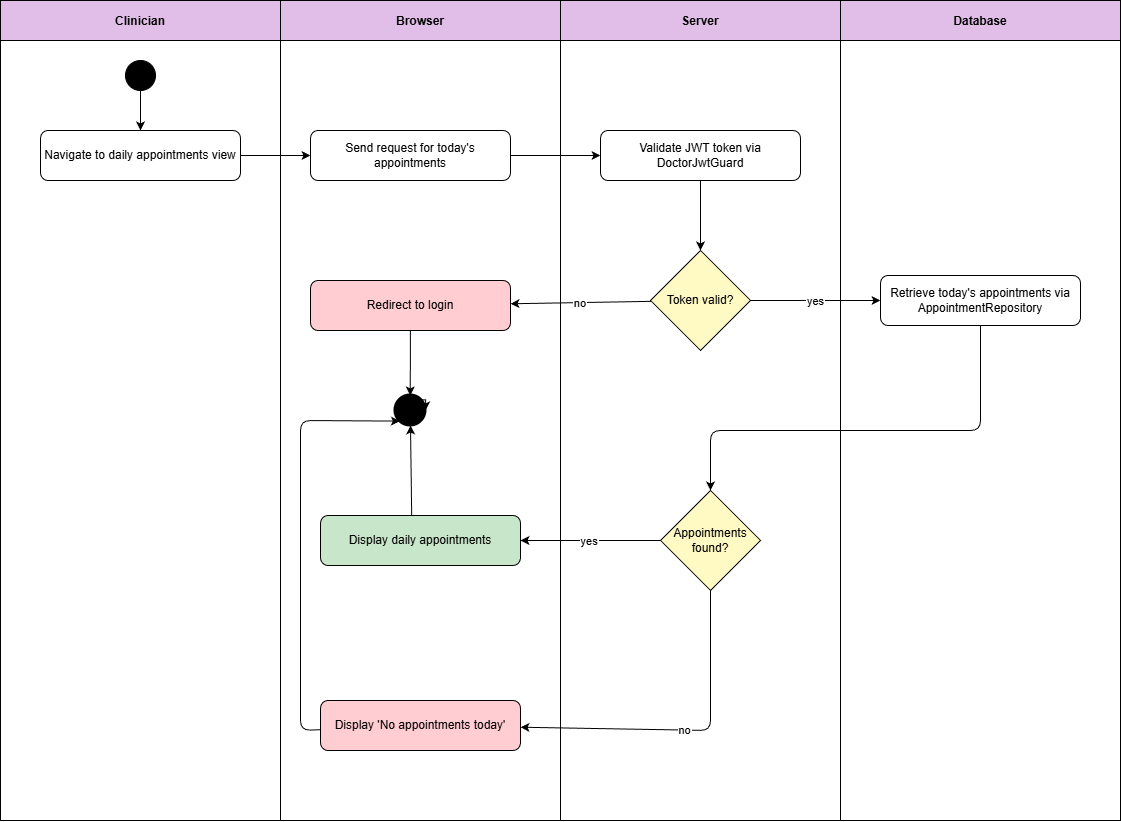 Clinician
Browser
Server
Database
Navigate to daily appointments view
Send request for today's
appointments
Validate JWT token via
DoctorJwtGuard
Redirect to login
no
Token valid?
yes
Retrieve today's appointments via
AppointmentRepository
Display daily appointments
yes
Appointments
found?
Display 'No appointments today'
no